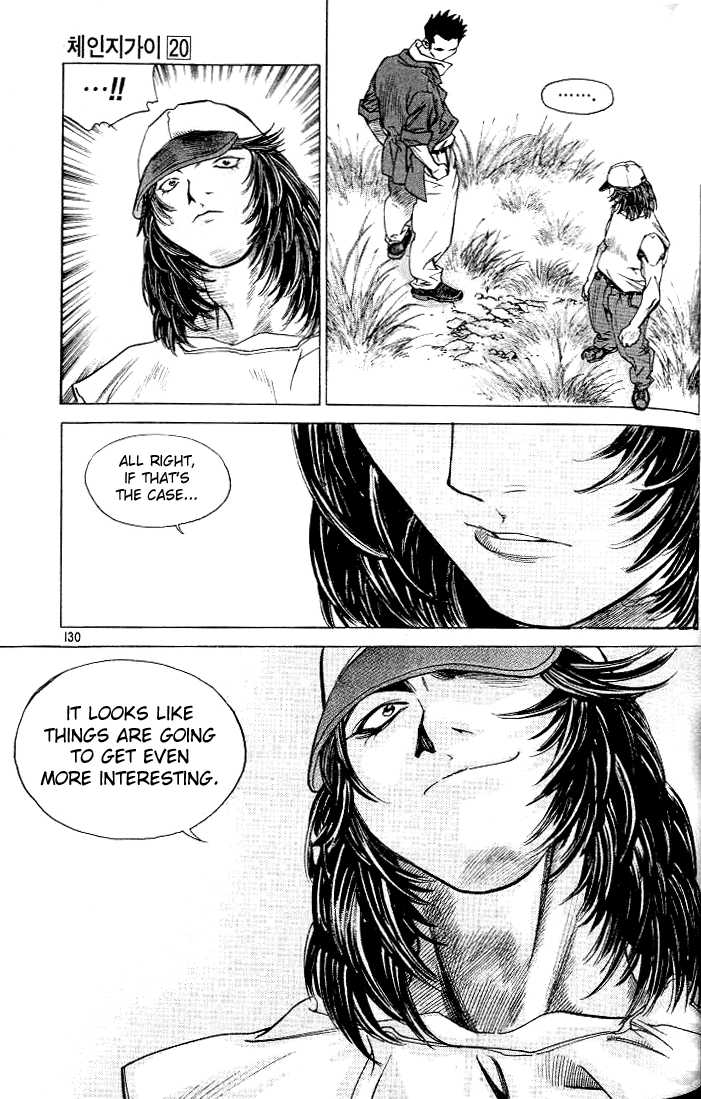 체인지가이 20
…!!
…….
ALL RIGHT,
IF THAT'S
THE CASE...
130
IT LOOKS LIKE
THINGS ARE GOING
TO GET EVEN
MORE INTERESTING.